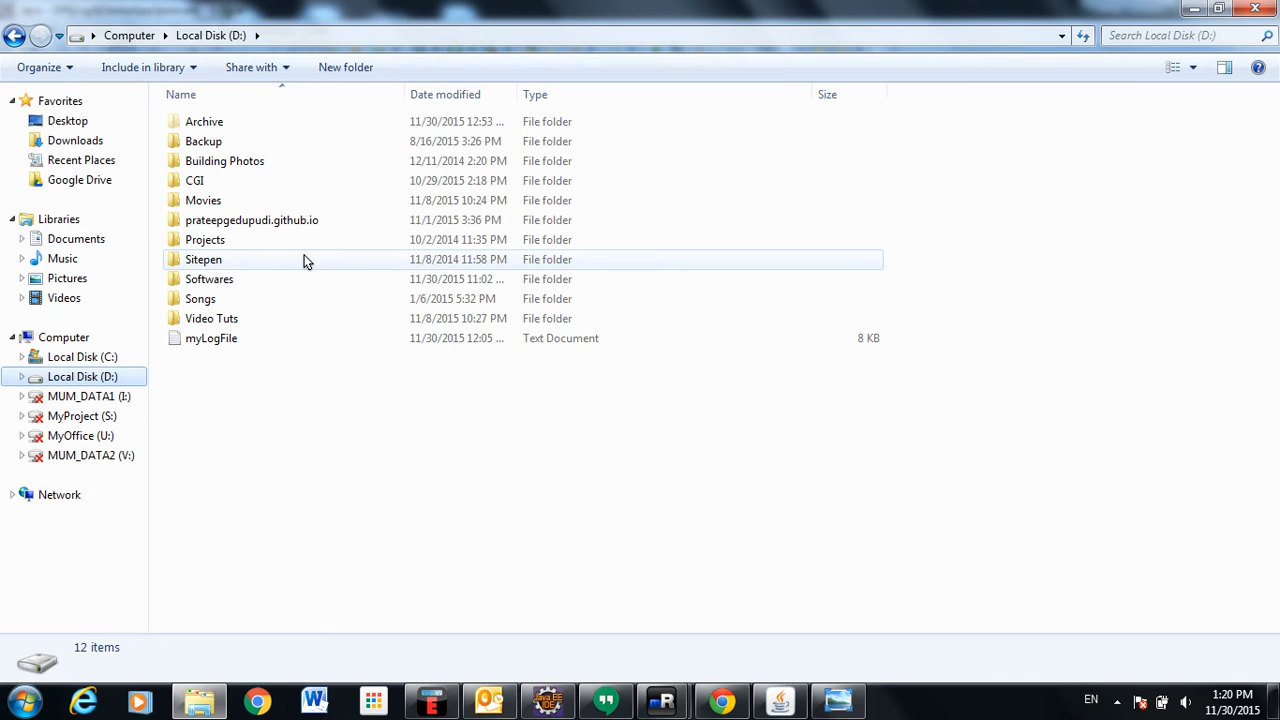 Computer Local Disk (D:) Search Local Disk (D:)
Organize Include in library Share with New folder
Name Date modified Type Size
Favorites
Desktop
Downloads
Recent Places
Google Drive
Libraries
Documents
Music
Pictures
Videos
Computer
Local Disk (C:)
Local Disk (D:)
MUM_DATA1 (I:)
MyProject (S:)
MyOffice (U:)
MUM_DATA2 (V:)
Network
Archive 11/30/2015 12:53 ... File folder
Backup 8/16/2015 3:26 PM File folder
Building Photos 12/11/2014 2:20 PM File folder
CGI 10/29/2015 2:18 PM File folder
Movies 11/8/2015 10:24 PM File folder
prateepgedupudi.github.io 11/1/2015 3:36 PM File folder
Projects 10/2/2014 11:35 PM File folder
Sitepen 11/8/2014 11:58 PM File folder
Softwares 11/30/2015 11:02 ... File folder
Songs 1/6/2015 5:32 PM File folder
Video Tuts 11/8/2015 10:27 PM File folder
myLogFile 11/30/2015 12:05 ... Text Document 8 KB
12 items
Java EE
IDE
EN
1:20 PM
11/30/2015